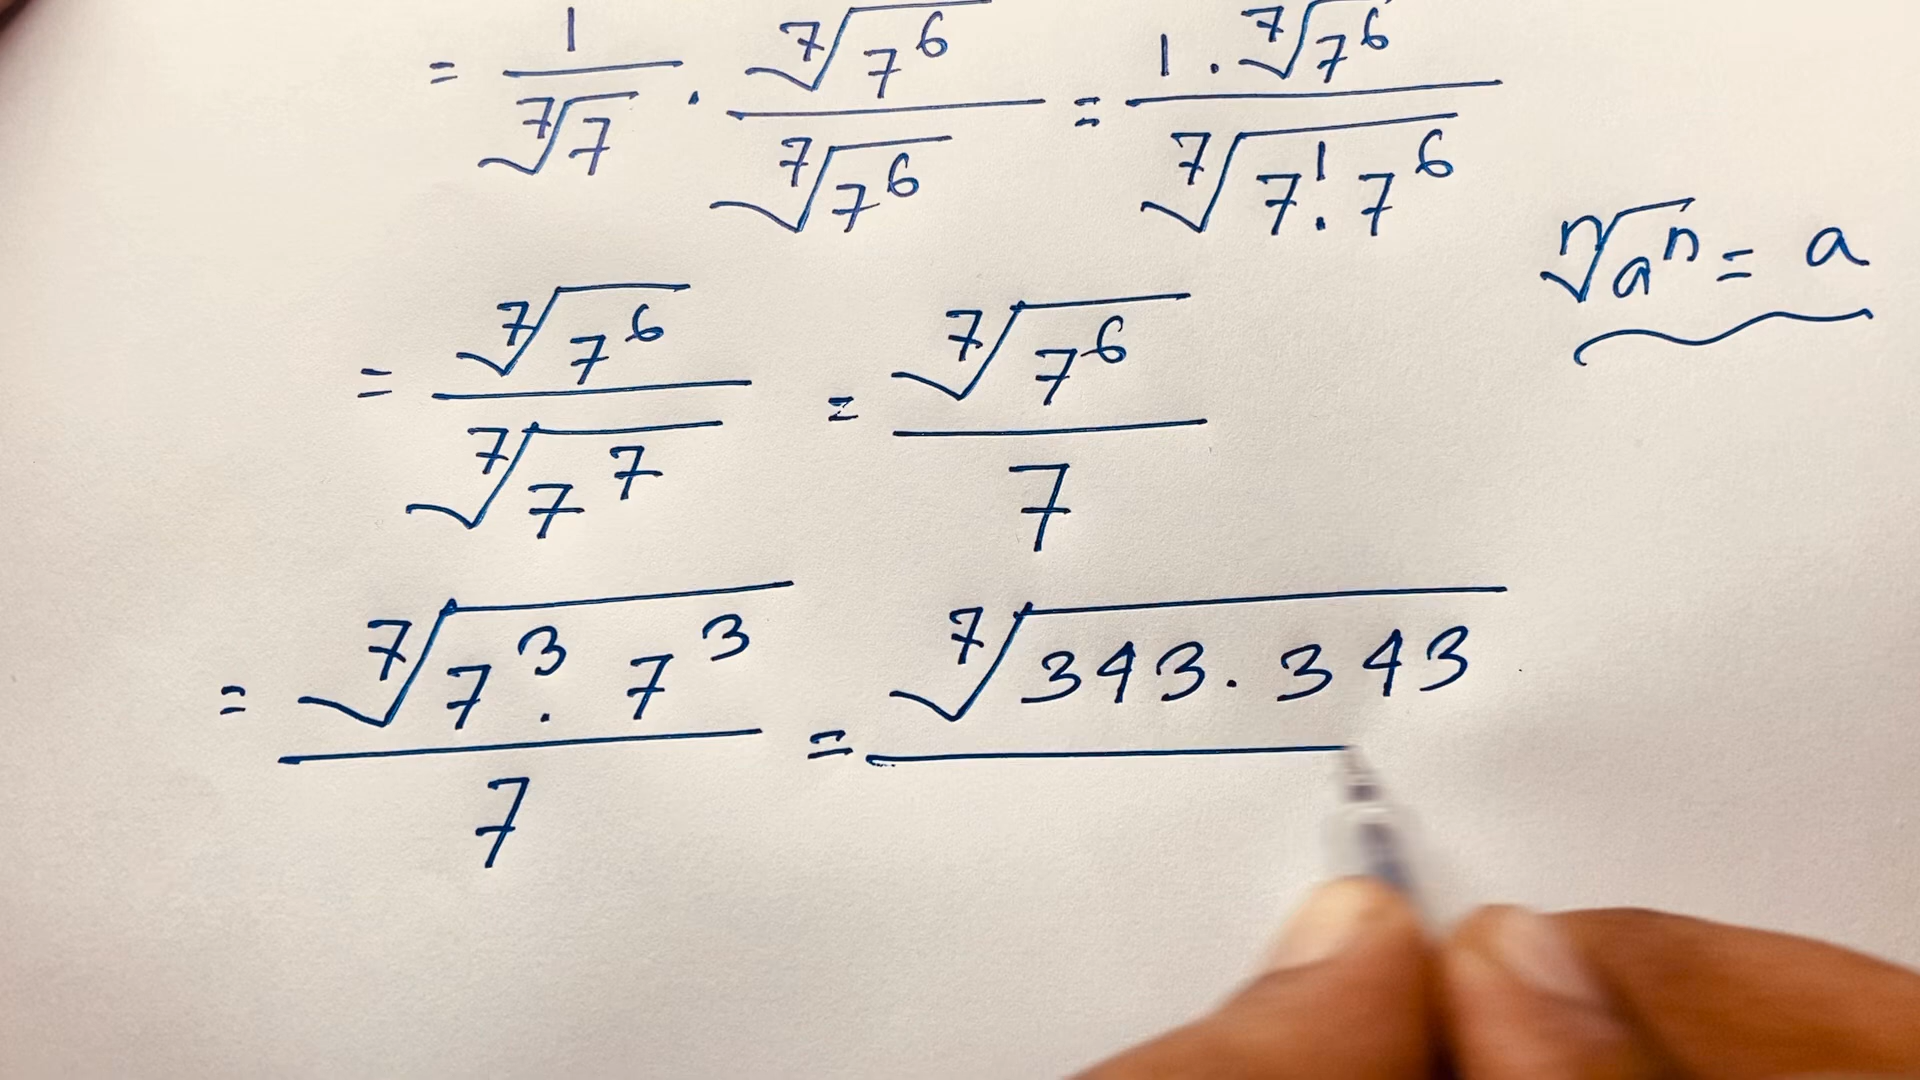 = 1/⁷√7 · ⁷√7⁶/⁷√7⁶ = 1 · ⁷√7⁶/⁷√7¹·7⁶
ⁿ√aⁿ = a
= ⁷√7⁶/⁷√7⁷ = ⁷√7⁶/7
= ⁷√7³·7³/7 = ⁷√343·343